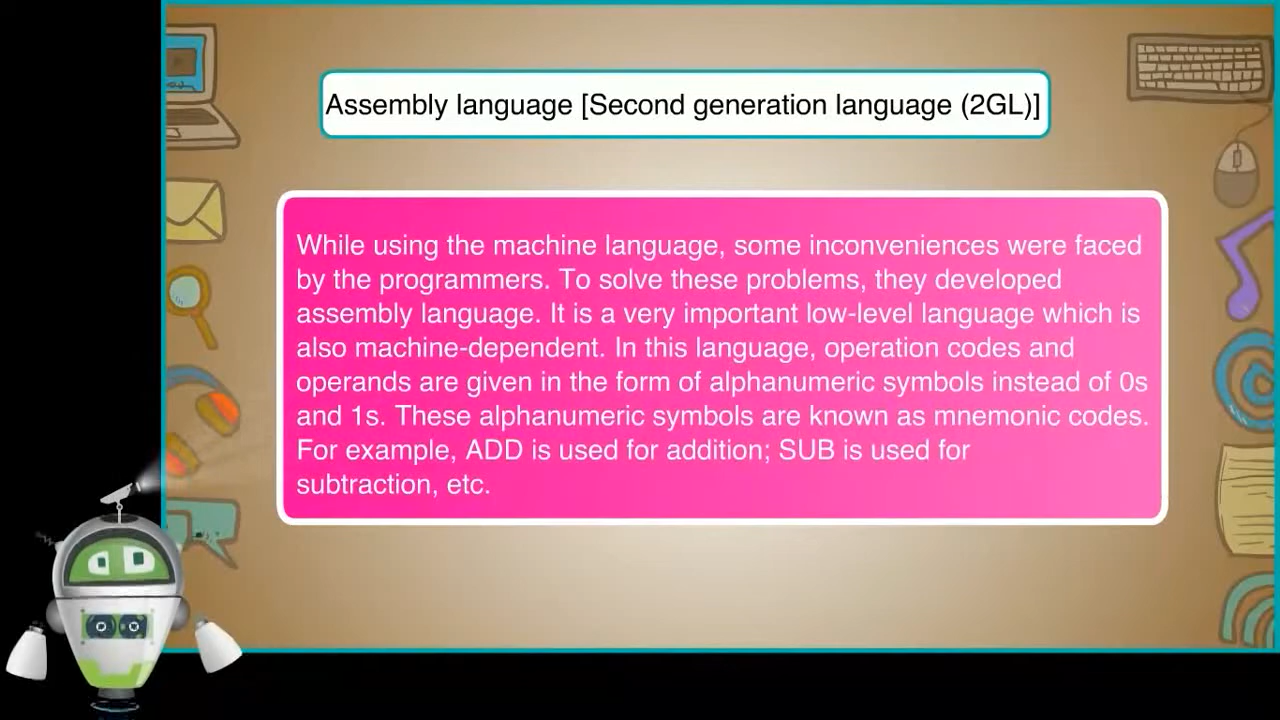 Assembly language [Second generation language (2GL)]
While using the machine language, some inconveniences were faced
by the programmers. To solve these problems, they developed
assembly language. It is a very important low-level language which is
also machine-dependent. In this language, operation codes and
operands are given in the form of alphanumeric symbols instead of 0s
and 1s. These alphanumeric symbols are known as mnemonic codes.
For example, ADD is used for addition; SUB is used for
subtraction, etc.